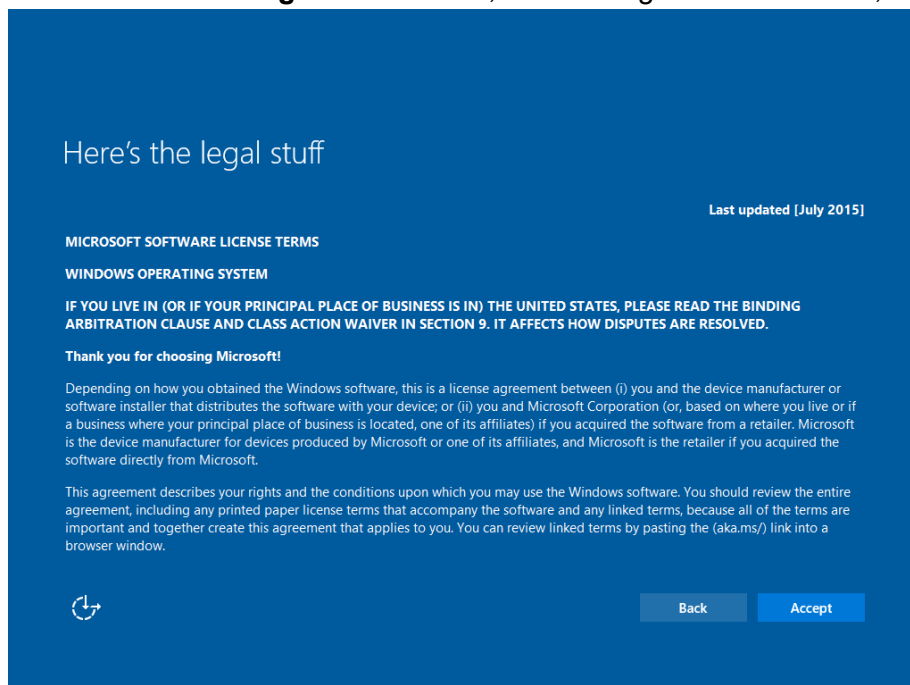 Here's the legal stuff
Last updated [July 2015]
MICROSOFT SOFTWARE LICENSE TERMS
WINDOWS OPERATING SYSTEM
IF YOU LIVE IN (OR IF YOUR PRINCIPAL PLACE OF BUSINESS IS IN) THE UNITED STATES, PLEASE READ THE BINDING
ARBITRATION CLAUSE AND CLASS ACTION WAIVER IN SECTION 9. IT AFFECTS HOW DISPUTES ARE RESOLVED.
Thank you for choosing Microsoft!
Depending on how you obtained the Windows software, this is a license agreement between (i) you and the device manufacturer or
software installer that distributes the software with your device; or (ii) you and Microsoft Corporation (or, based on where you live or if
a business where your principal place of business is located, one of its affiliates) if you acquired the software from a retailer. Microsoft
is the device manufacturer for devices produced by Microsoft or one of its affiliates, and Microsoft is the retailer if you acquired the
software directly from Microsoft.
This agreement describes your rights and the conditions upon which you may use the Windows software. You should review the entire
agreement, including any printed paper license terms that accompany the software and any linked terms, because all of the terms are
important and together create this agreement that applies to you. You can review linked terms by pasting the (aka.ms/) link into a
browser window.
Back
Accept